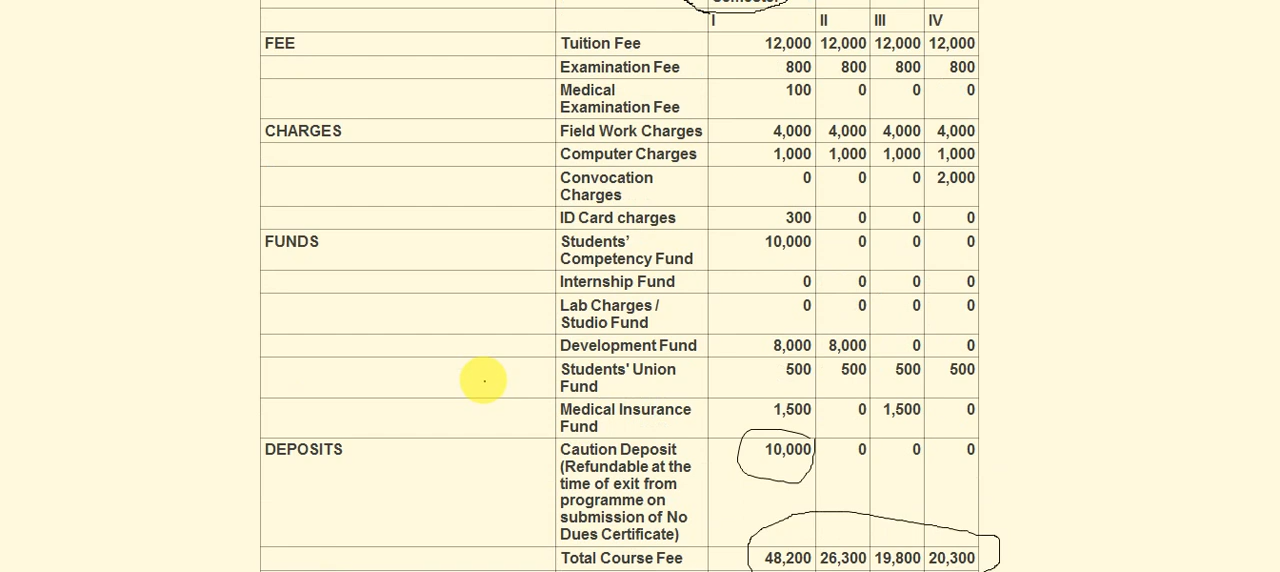 I II III IV
FEE Tuition Fee 12,000 12,000 12,000 12,000
Examination Fee 800 800 800 800
Medical 100 0 0 0
Examination Fee
CHARGES Field Work Charges 4,000 4,000 4,000 4,000
Computer Charges 1,000 1,000 1,000 1,000
Convocation 0 0 0 2,000
Charges
ID Card charges 300 0 0 0
FUNDS Students’ 10,000 0 0 0
Competency Fund
Internship Fund 0 0 0 0
Lab Charges / 0 0 0 0
Studio Fund
Development Fund 8,000 8,000 0 0
Students' Union 500 500 500 500
Fund
Medical Insurance 1,500 0 1,500 0
Fund
DEPOSITS Caution Deposit 10,000 0 0 0
(Refundable at the
time of exit from
programme on
submission of No
Dues Certificate)
Total Course Fee 48,200 26,300 19,800 20,300